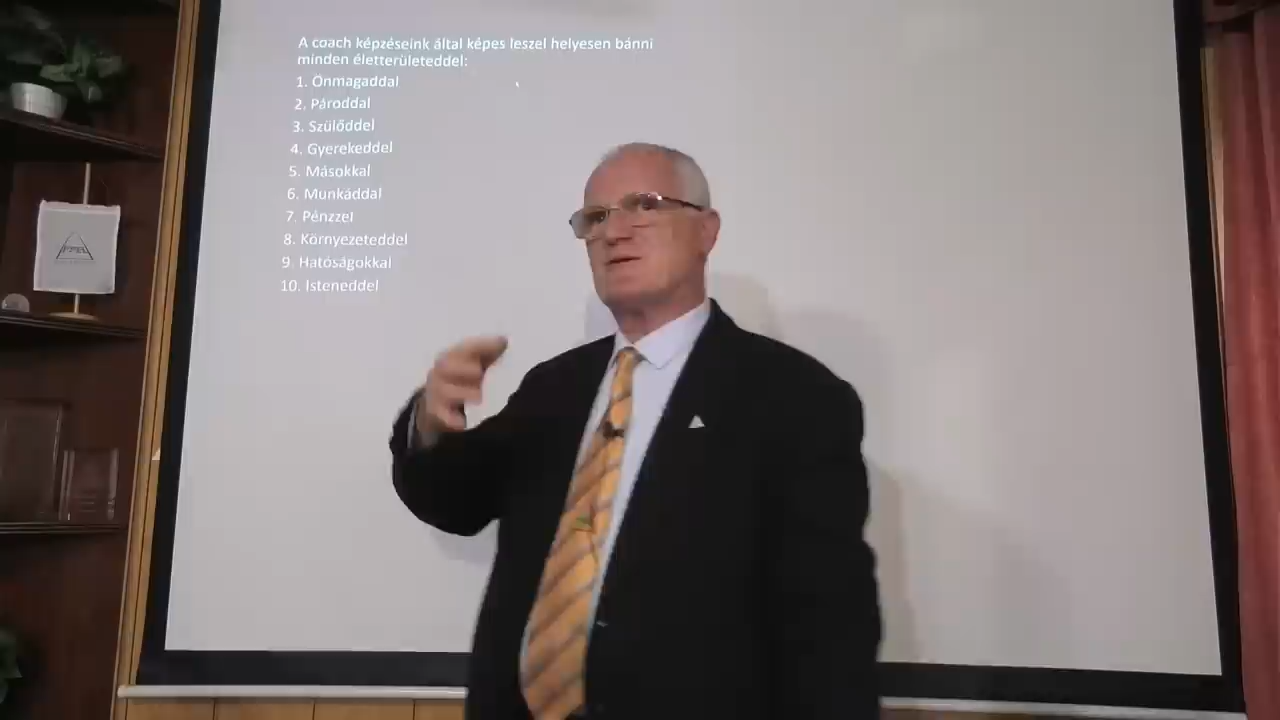 A coach képzéseink által képes leszel helyesen bánni
minden életterületeddel:
1. Önmagaddal
2. Pároddal
3. Szülőddel
4. Gyerekeddel
5. Másokkal
6. Munkáddal
7. Pénzzel
8. Környezeteddel
9. Hatóságokkal
10. Isteneddel